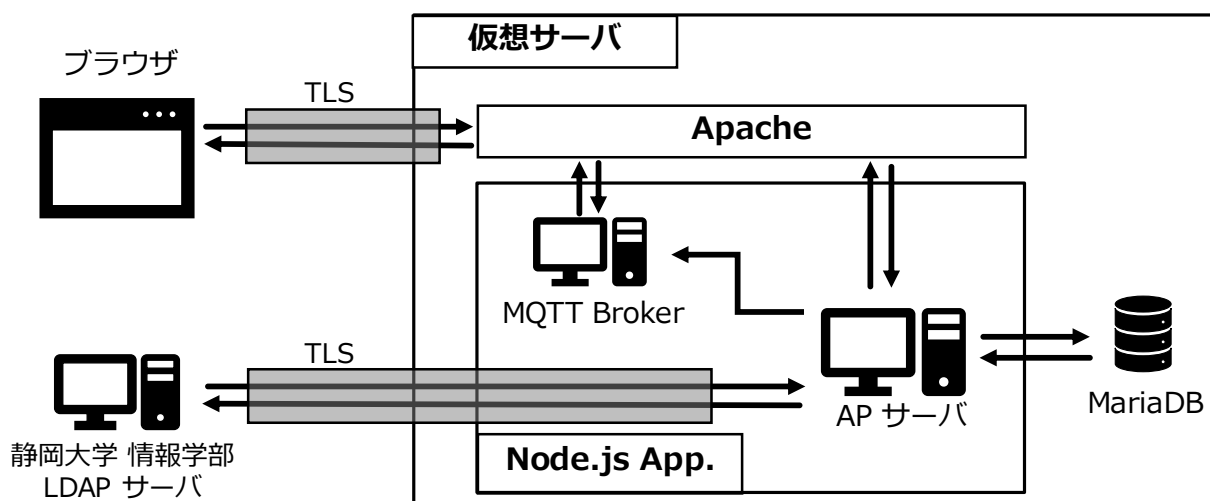 仮想サーバ
ブラウザ
TLS
Apache
MQTT Broker
TLS
AP サーバ
MariaDB
静岡大学 情報学部
LDAP サーバ
Node.js App.